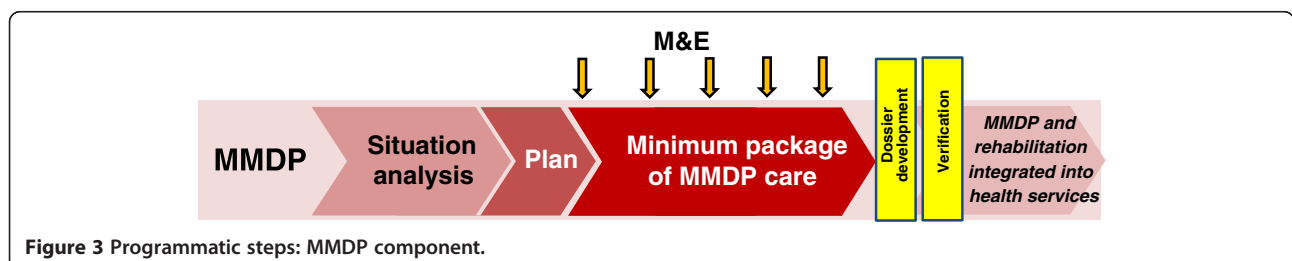 M&E
MMDP
Situation
analysis
Plan
Minimum package
of MMDP care
Dossier
development
Verification
MMDP and
rehabilitation
integrated into
health services
Figure 3 Programmatic steps: MMDP component.